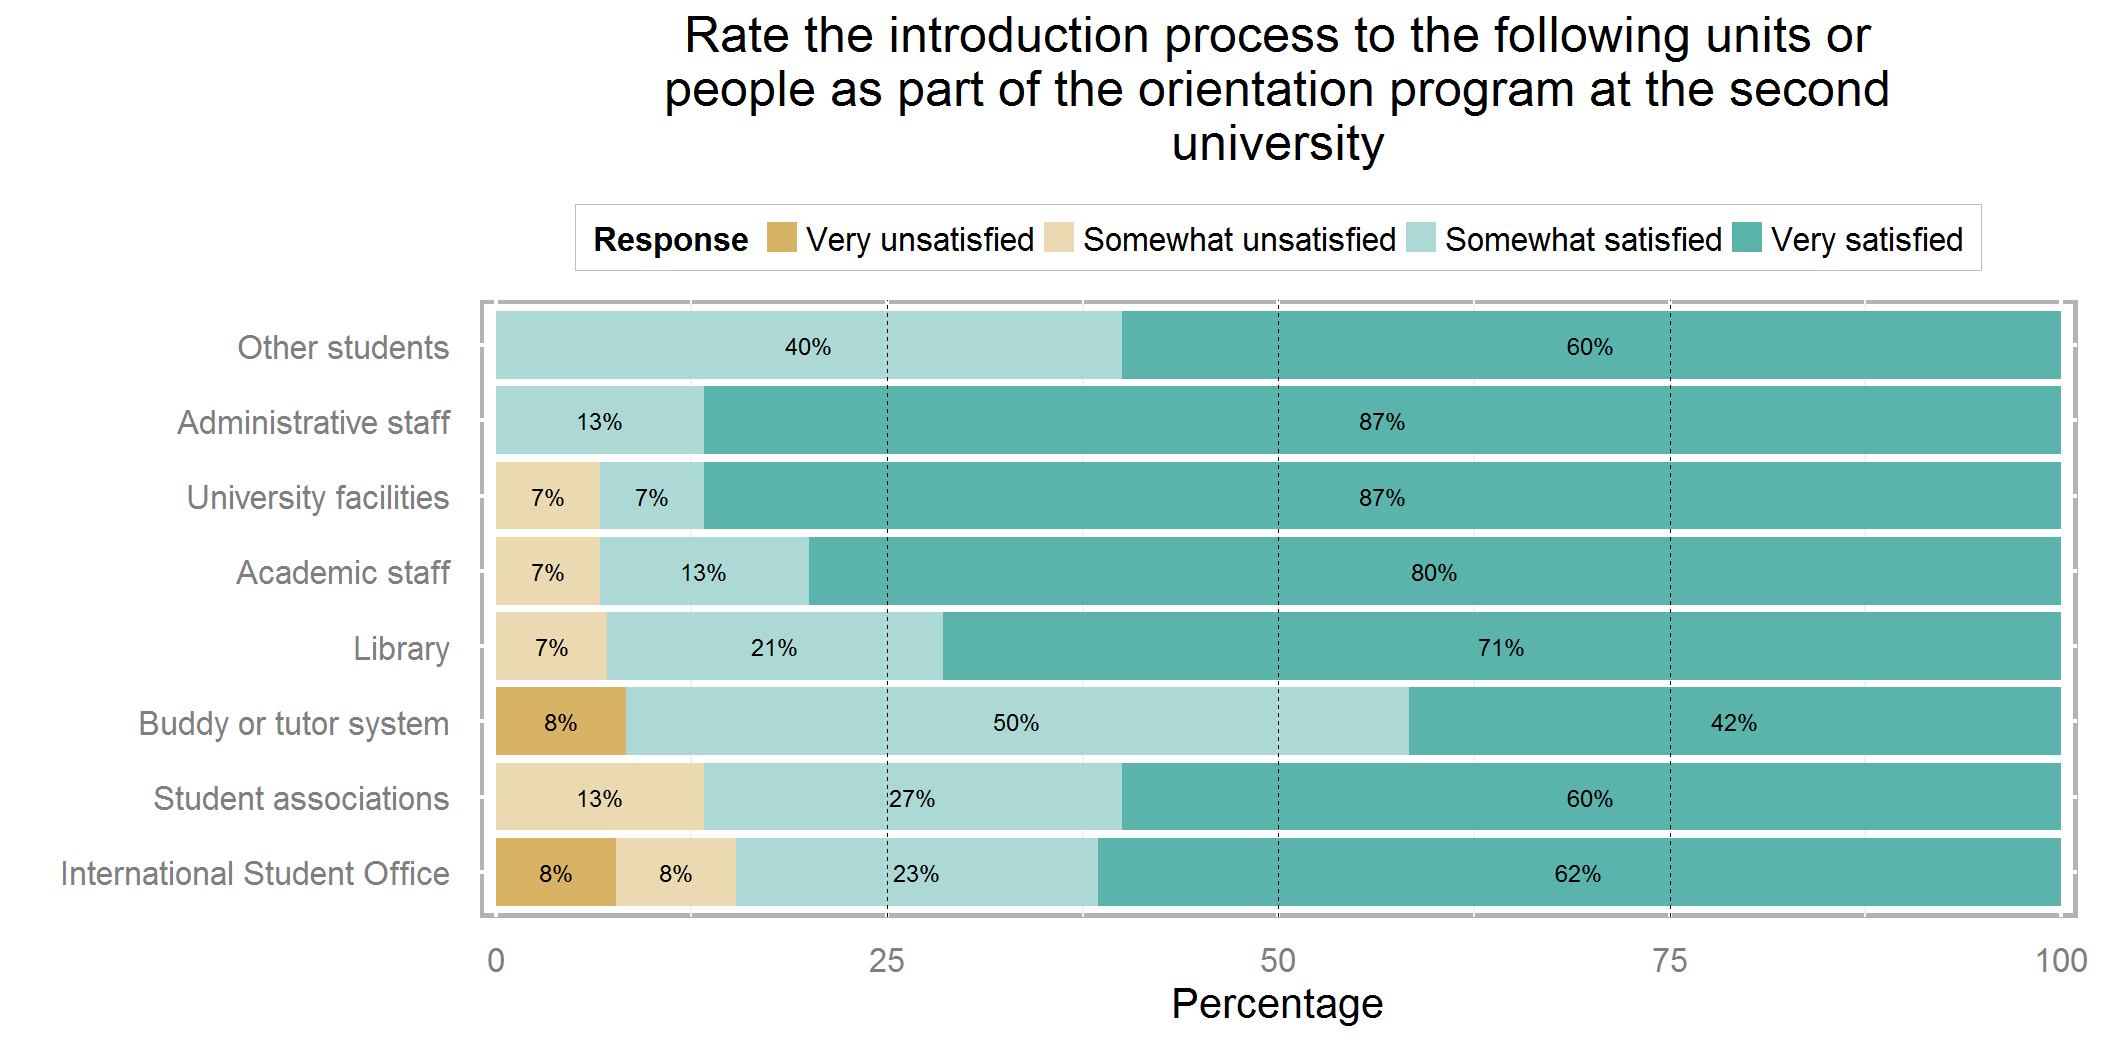 Rate the introduction process to the following units or
people as part of the orientation program at the second
university
Response Very unsatisfied Somewhat unsatisfied Somewhat satisfied Very satisfied
Other students 40% 60%
Administrative staff 13% 87%
University facilities 7% 7% 87%
Academic staff 7% 13% 80%
Library 7% 21% 71%
Buddy or tutor system 8% 50% 42%
Student associations 13% 27% 60%
International Student Office 8% 8% 23% 62%
0 25 50 75 100
Percentage